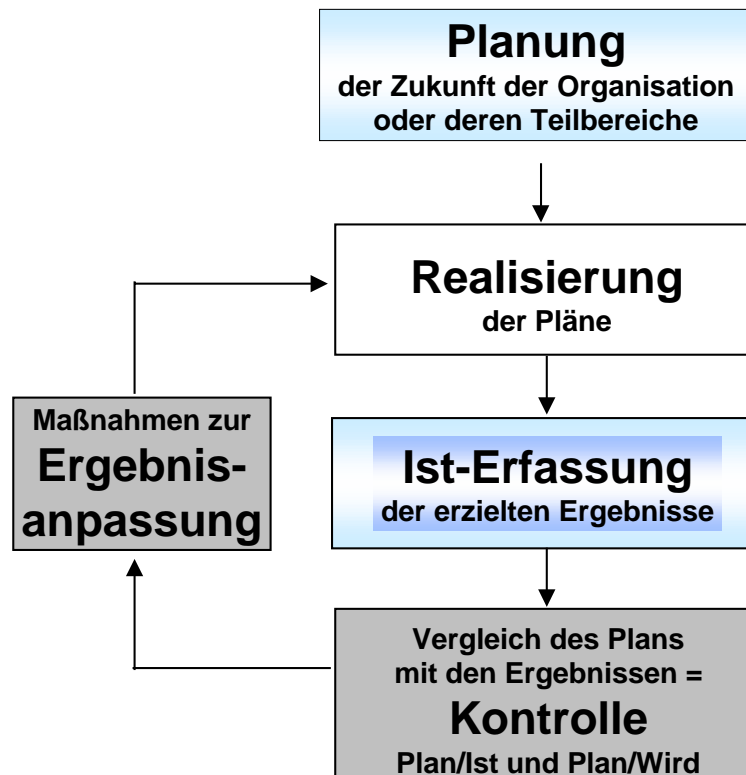 Planung
der Zukunft der Organisation
oder deren Teilbereiche
Realisierung
der Pläne
Maßnahmen zur
Ergebnis-
anpassung
Ist-Erfassung
der erzielten Ergebnisse
Vergleich des Plans
mit den Ergebnissen =
Kontrolle
Plan/Ist und Plan/Wird